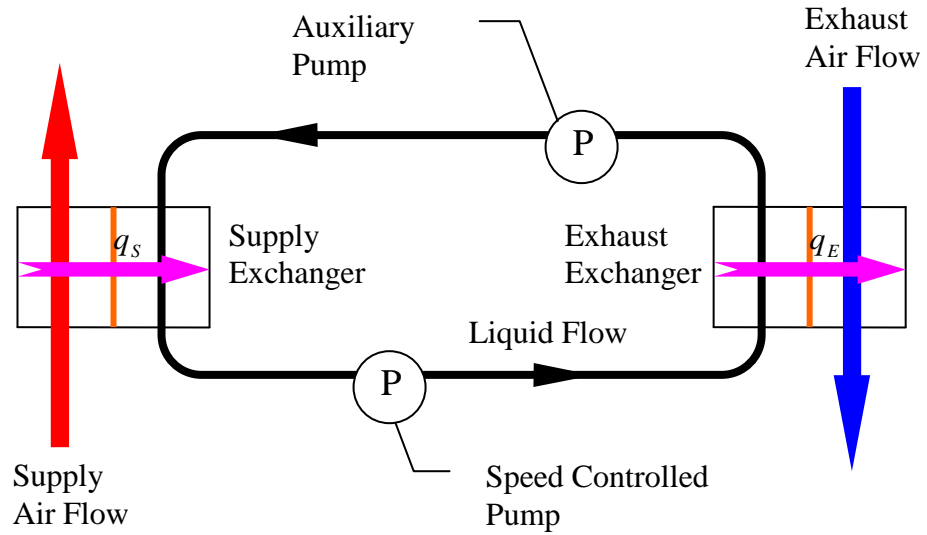 Auxiliary
Pump
Exhaust
Air Flow
P
q_S
Supply
Exchanger
Exhaust
Exchanger
q_E
Liquid Flow
P
Supply
Air Flow
Speed Controlled
Pump